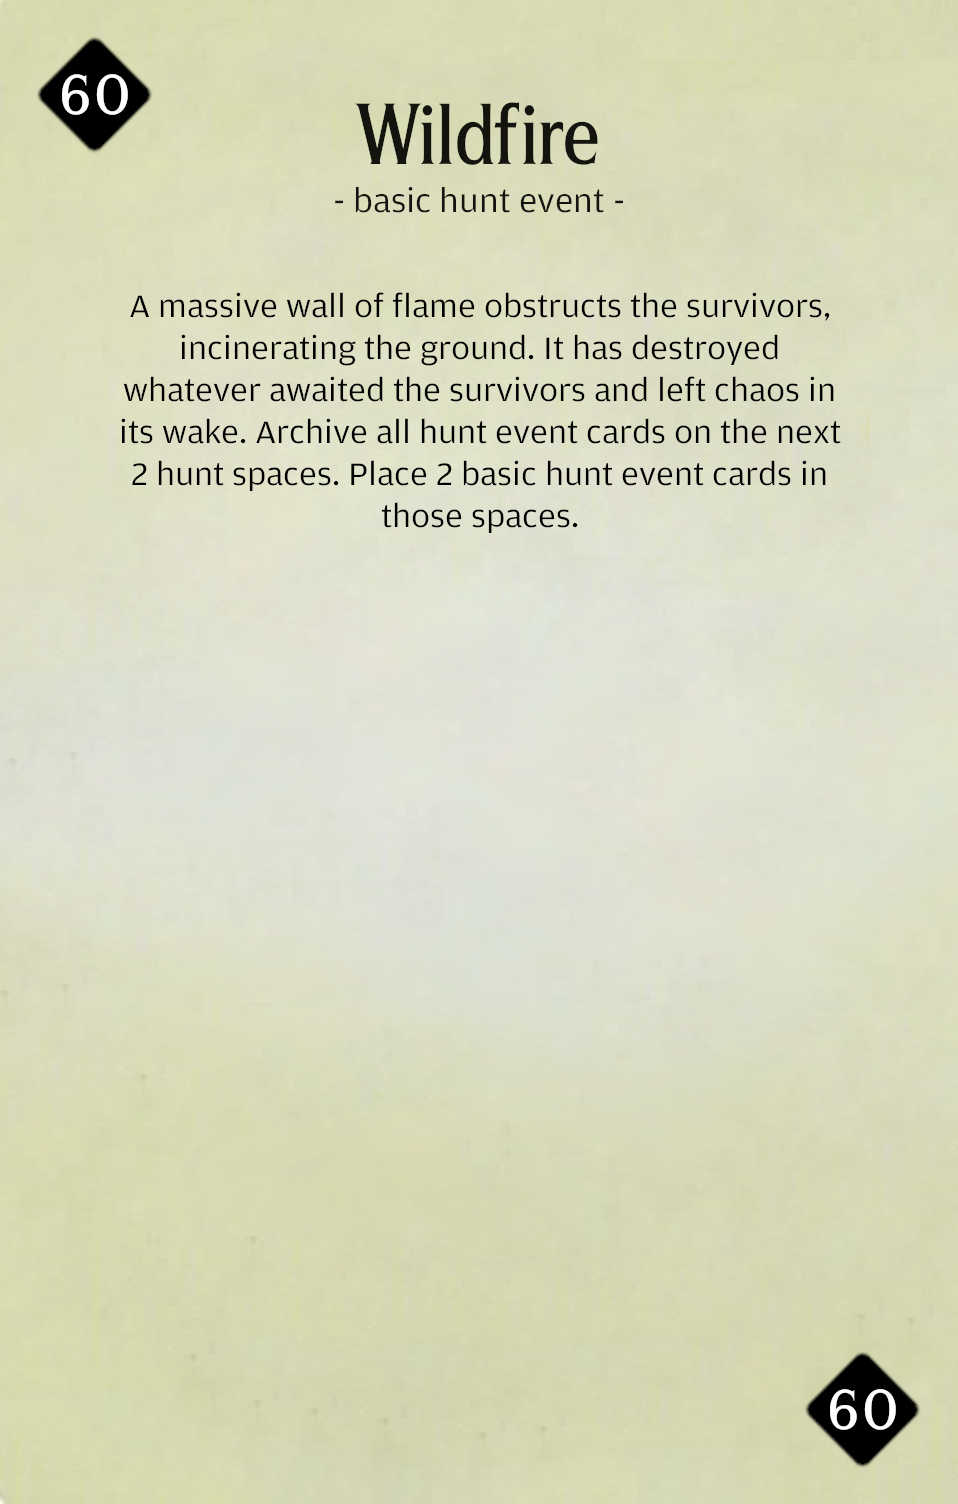 60
Wildfire
- basic hunt event -
A massive wall of flame obstructs the survivors,
incinerating the ground. It has destroyed
whatever awaited the survivors and left chaos in
its wake. Archive all hunt event cards on the next
2 hunt spaces. Place 2 basic hunt event cards in
those spaces.
60